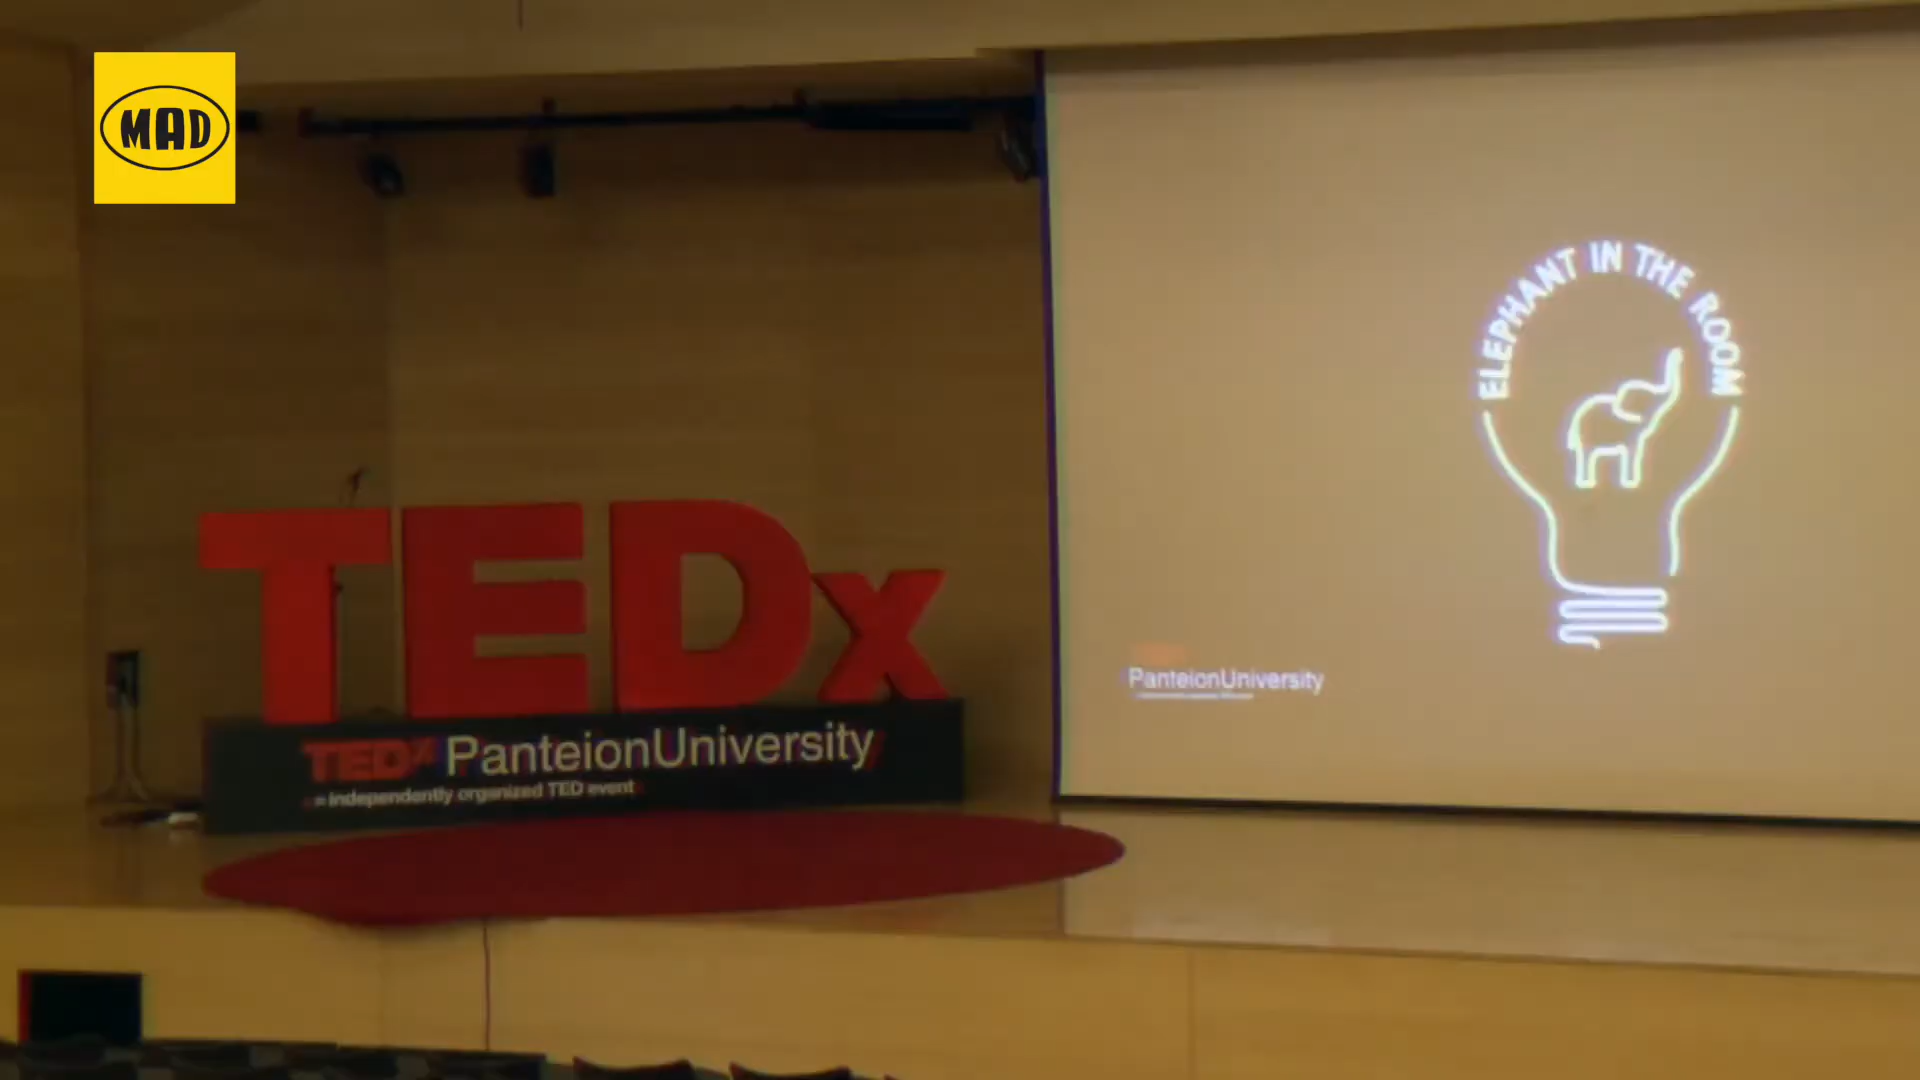 MAD
ELEPHANT IN THE ROOM
TEDx
PanteionUniversity
TEDx PanteionUniversity
= independently organized TED event